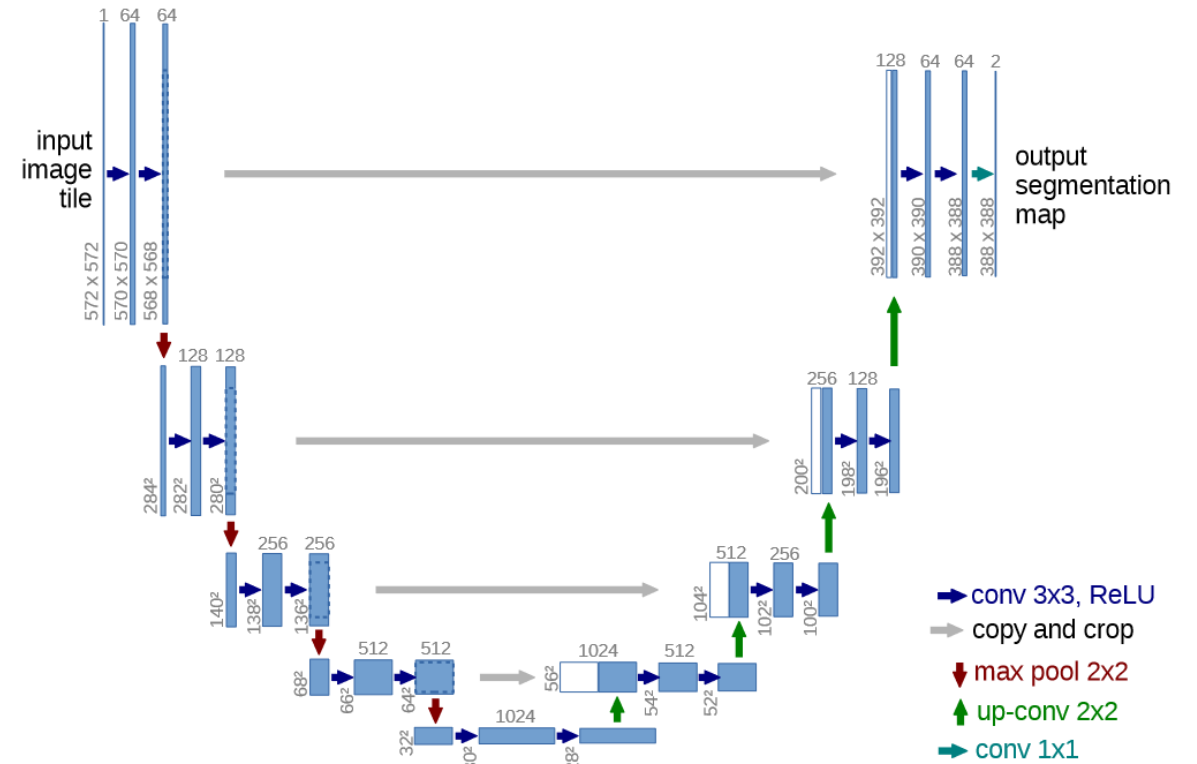 1 64 64
input
image
tile
572 x 572
570 x 570
568 x 568
128 64 64 2
output
segmentation
map
392 x 392
390 x 390
388 x 388
388 x 388
128 128
284²
282²
280²
256 128
200²
198²
196²
256 256
140²
138²
136²
512 256
104²
102²
100²
512 512
68²
66²
64²
1024 512
56²
54²
52²
1024
32²
conv 3x3, ReLU
copy and crop
max pool 2x2
up-conv 2x2
conv 1x1